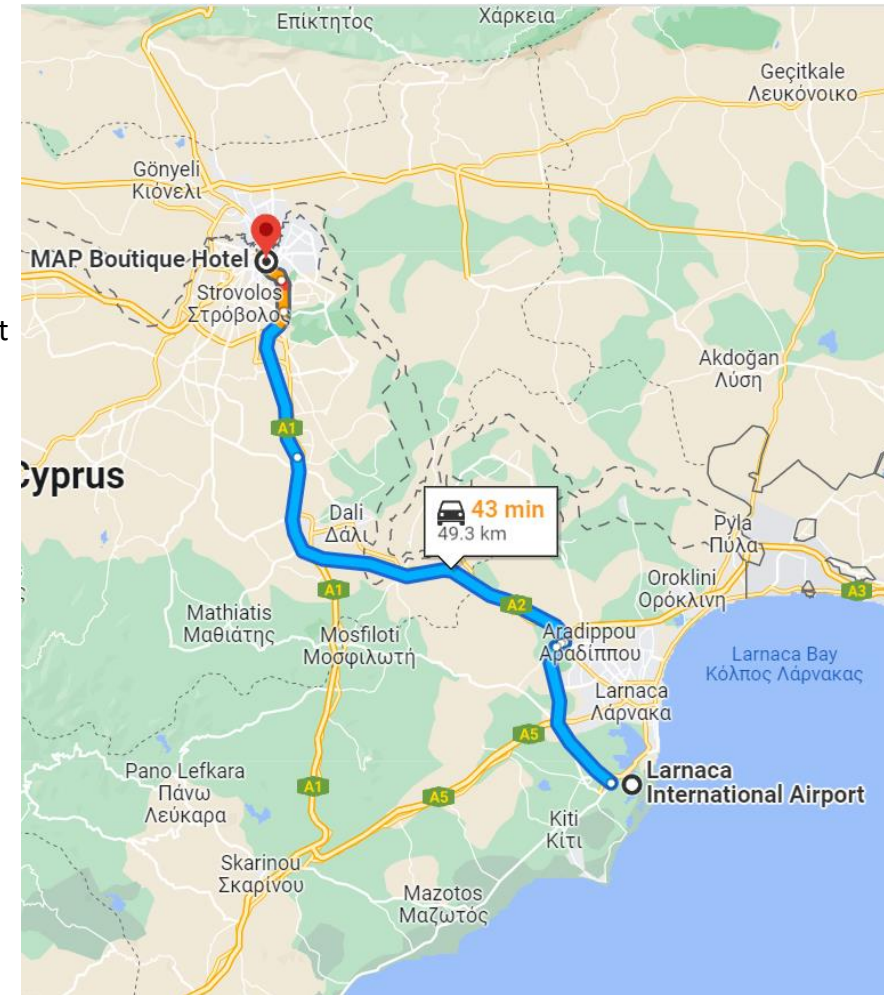 Επίκτητος
Χάρκεια
Geçitkale
Λευκόνοικο
Gönyeli
Κιόνελι
MAP Boutique Hotel
Strovolos
Στρόβολος
t
Akdoğan
Λύση
A1
Cyprus
43 min
49.3 km
Dali
Δάλι
Pyla
Πύλα
Oroklini
Ορόκλινη
A3
A1
A2
Mathiatis
Μαθιάτης
Mosfiloti
Μοσφιλωτή
Aradippou
Αραδίππου
Larnaca Bay
Κόλπος Λάρνακας
Larnaca
Λάρνακα
A5
Larnaca
International Airport
Pano Lefkara
Πάνω
Λεύκαρα
A1
A5
Kiti
Κίτι
Skarinou
Σκαρίνου
Mazotos
Μαζωτός